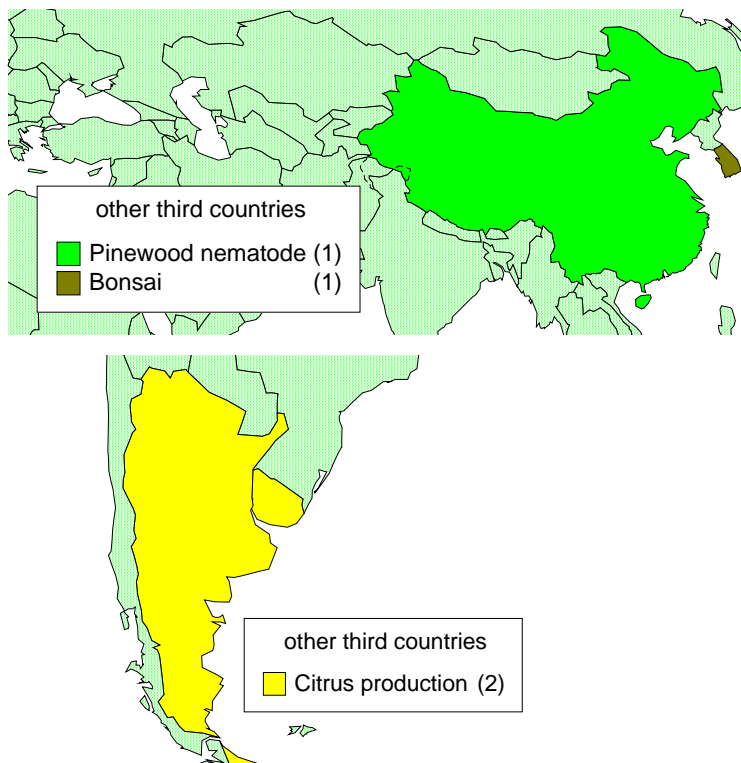 other third countries
Pinewood nematode (1)
Bonsai (1)
other third countries
Citrus production (2)